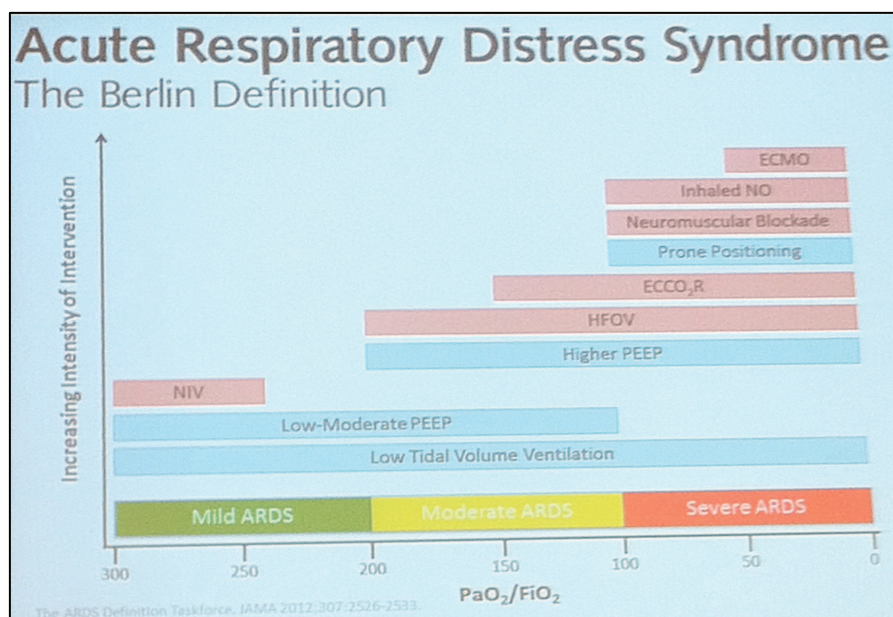 Acute Respiratory Distress Syndrome
The Berlin Definition
Increasing Intensity of Intervention
ECMO
Inhaled NO
Neuromuscular Blockade
Prone Positioning
ECCO₂R
HFOV
Higher PEEP
NIV
Low-Moderate PEEP
Low Tidal Volume Ventilation
Mild ARDS Moderate ARDS Severe ARDS
300 250 200 150 100 50 0
PaO₂/FiO₂
The ARDS Definition Taskforce. JAMA 2012;307:2526-2533.